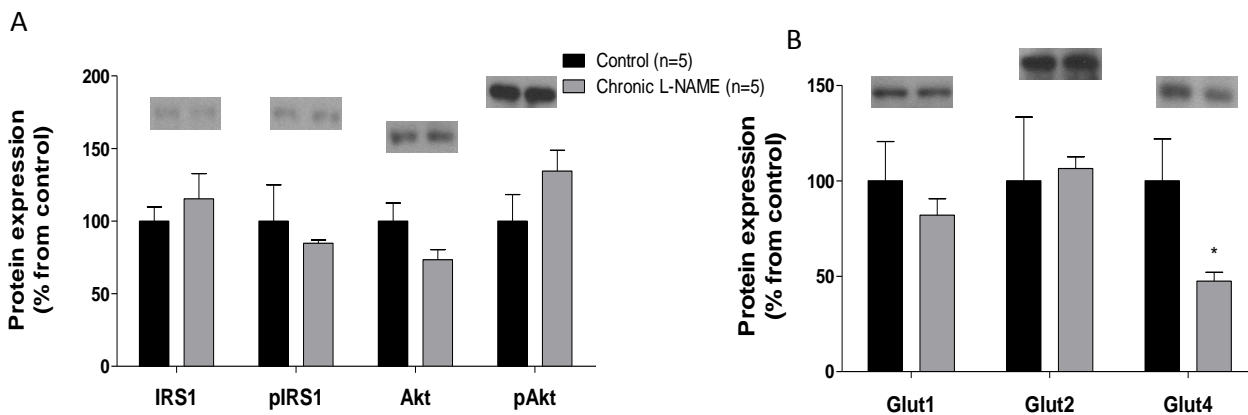 A
Protein expression
(% from control)
200
150
100
50
0
IRS1 pIRS1 Akt pAkt
Control (n=5)
Chronic L-NAME (n=5)
B
Protein expression
(% from control)
150
100
50
0
*
Glut1 Glut2 Glut4